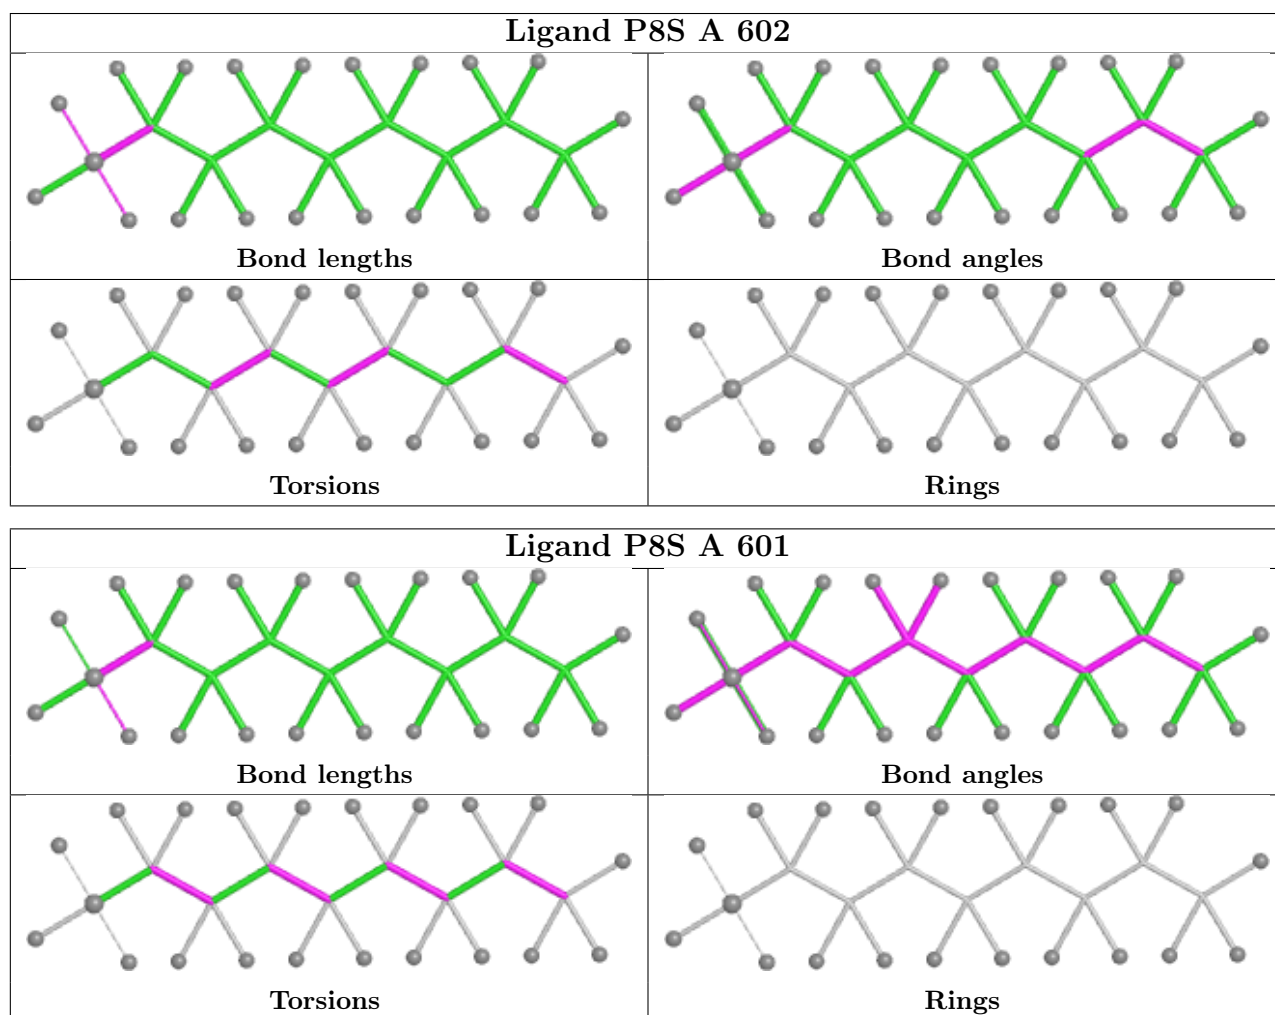 Ligand P8S A 602
Bond lengths
Bond angles
Torsions
Rings
Ligand P8S A 601
Bond lengths
Bond angles
Torsions
Rings